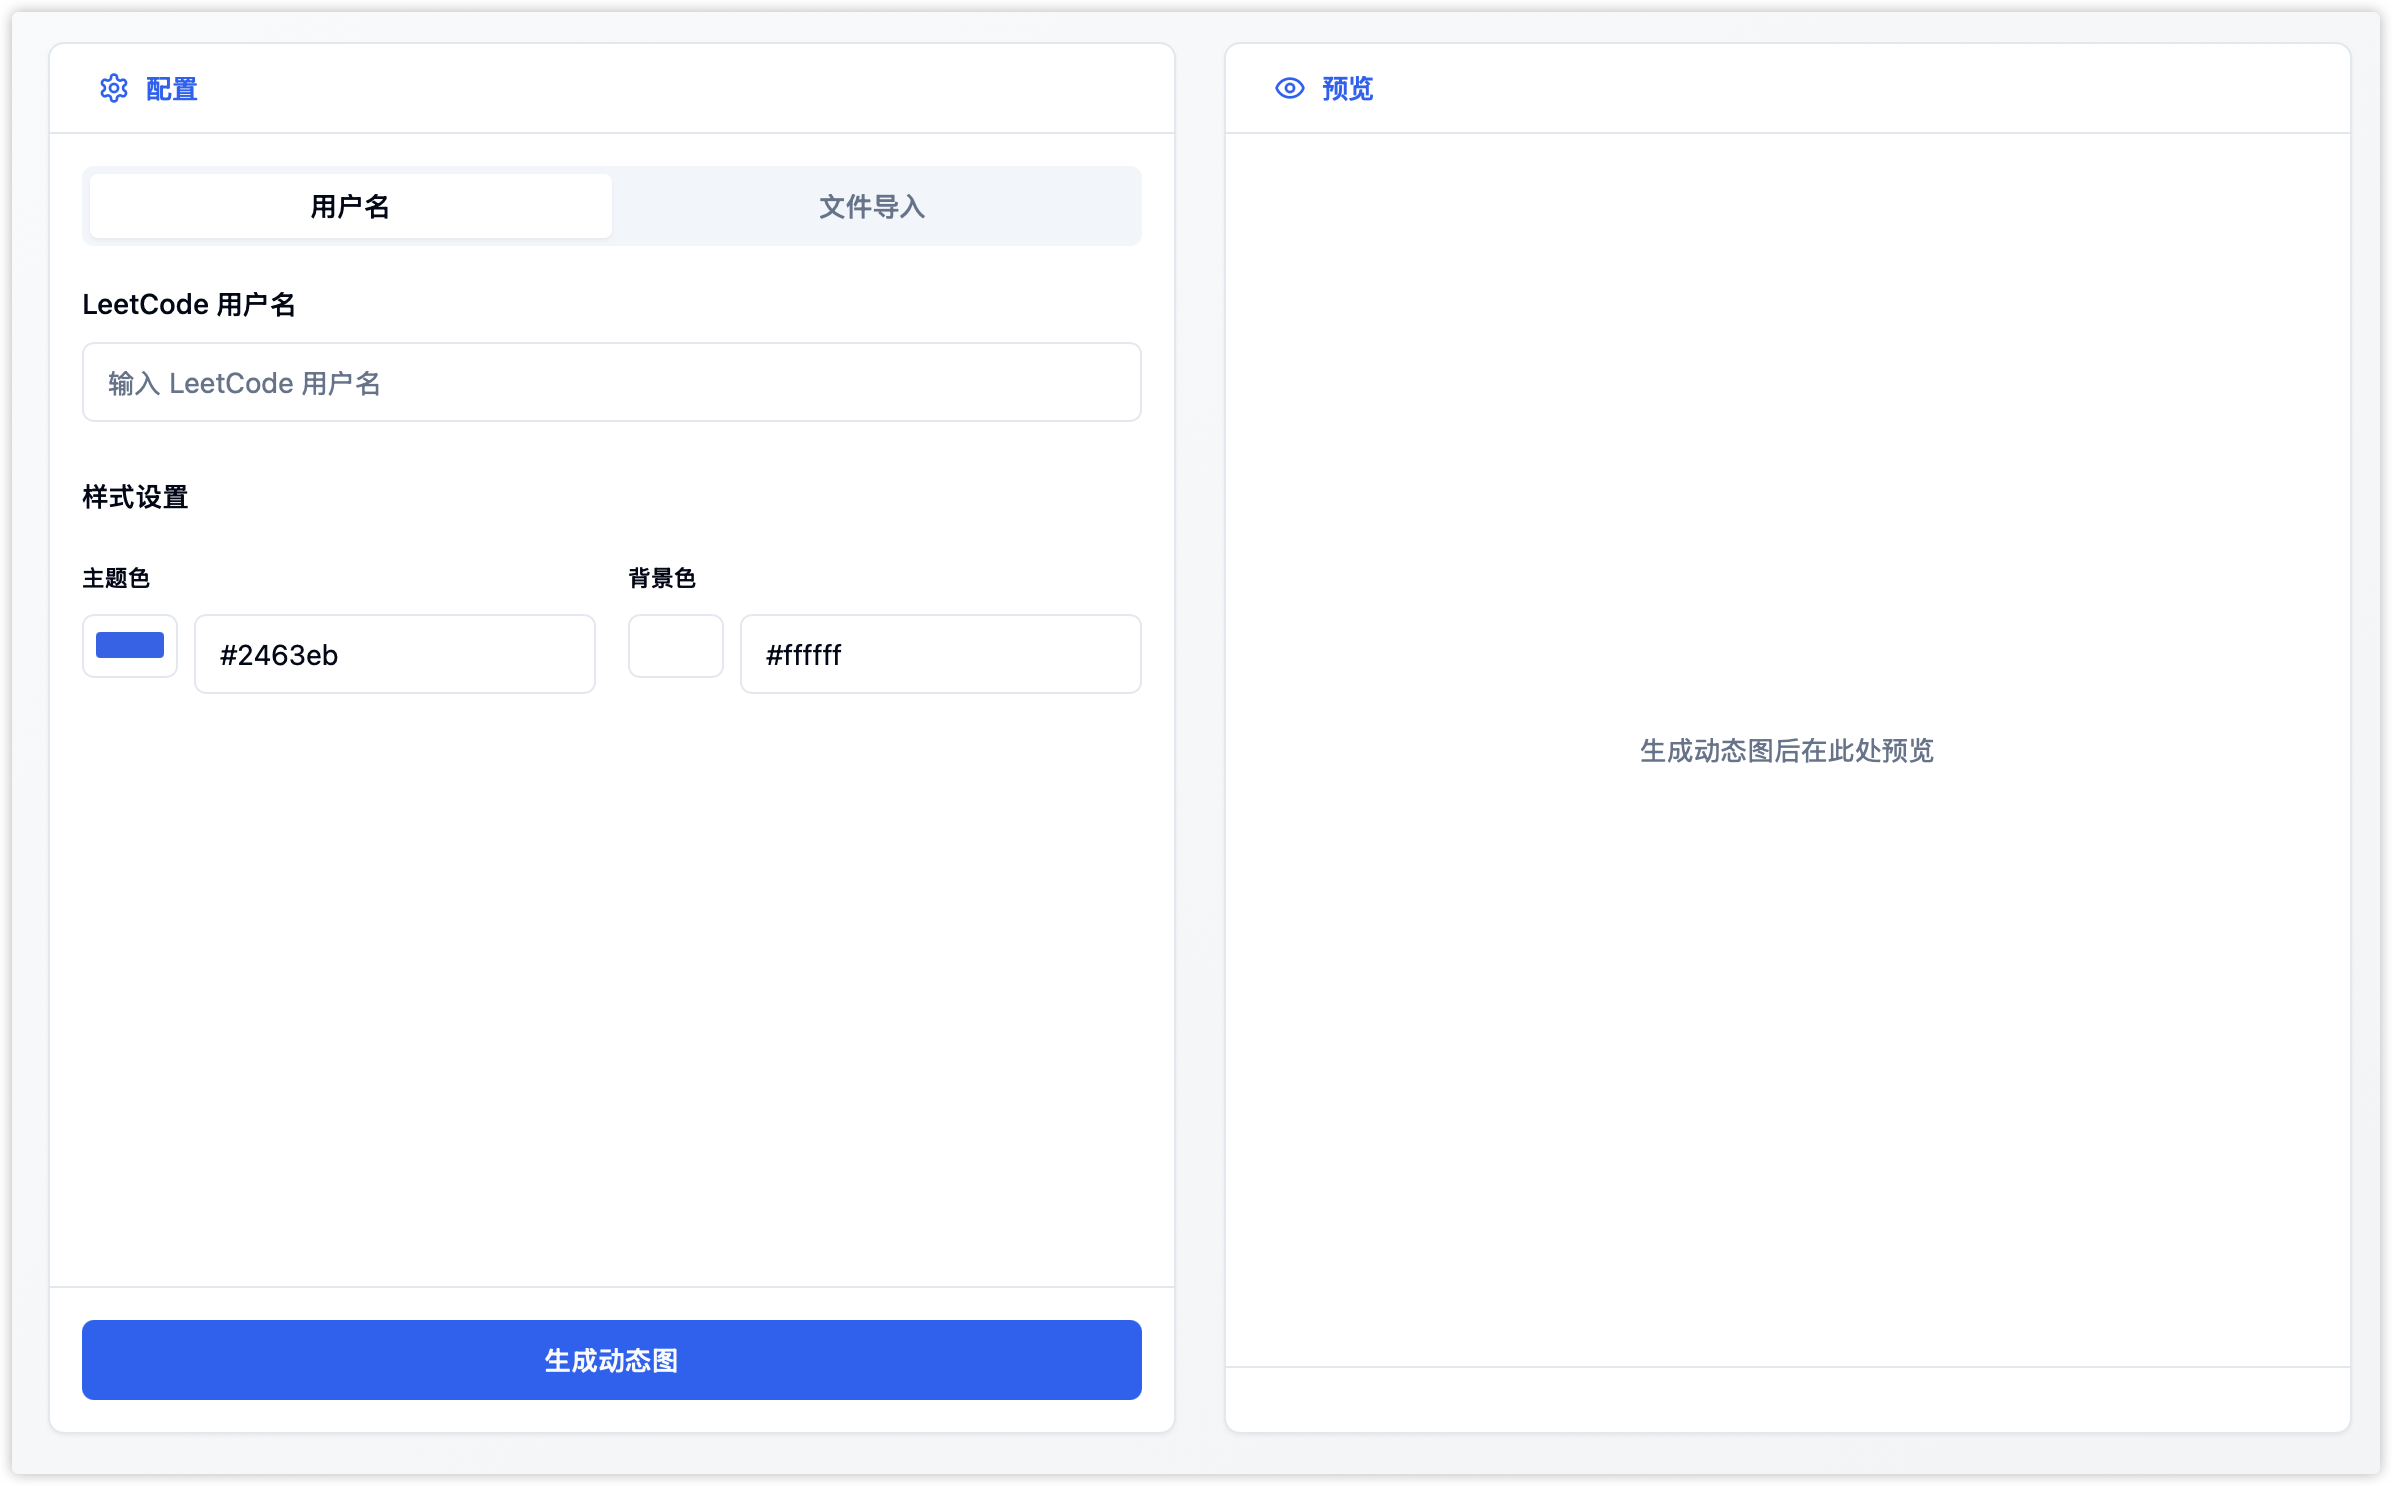 配置
用户名
文件导入
LeetCode 用户名
输入 LeetCode 用户名
样式设置
主题色
背景色
#2463eb
#ffffff
生成动态图
预览
生成动态图后在此处预览